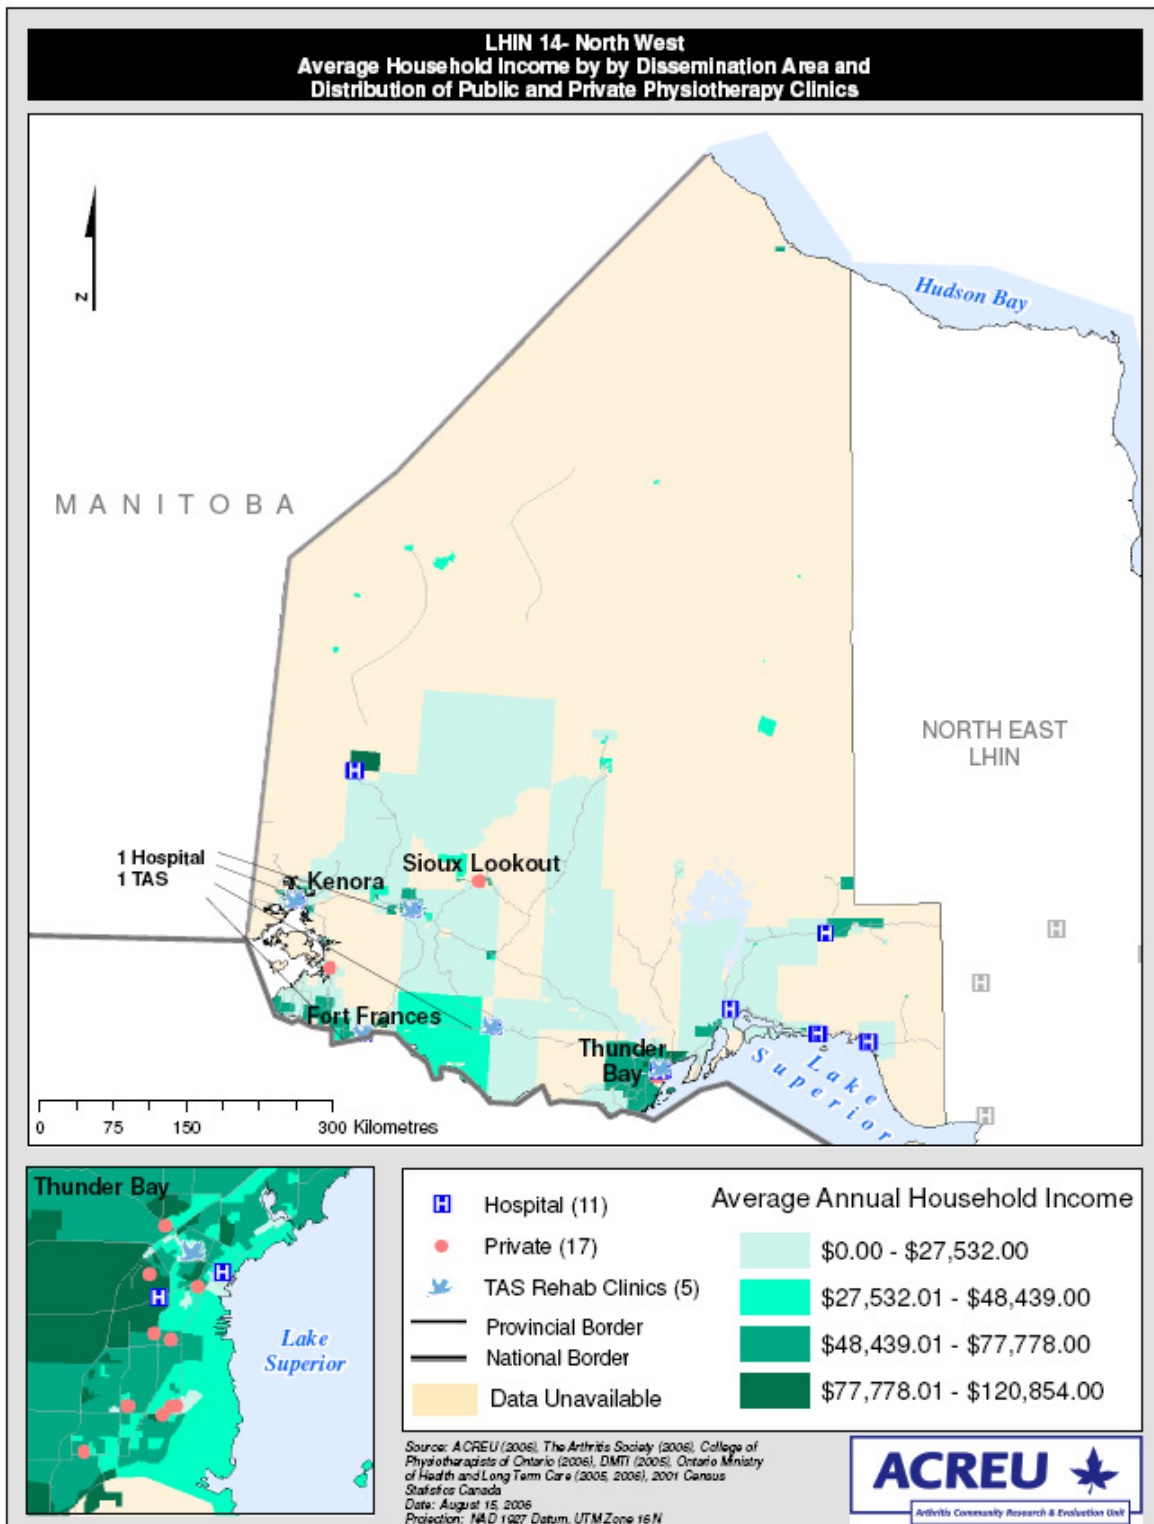 LHIN 14- North West
Average Household Income by by Dissemination Area and
Distribution of Public and Private Physiotherapy Clinics
Hudson Bay
MANITOBA
NORTH EAST
LHIN
1 Hospital
1 TAS
Sioux Lookout
Kenora
Fort Frances
Thunder
Bay
Lake
Superior
N
0 75 150 300 Kilometres
Thunder Bay
Lake
Superior
H Hospital (11)
Private (17)
TAS Rehab Clinics (5)
Provincial Border
National Border
Data Unavailable
Average Annual Household Income
$0.00 - $27,532.00
$27,532.01 - $48,439.00
$48,439.01 - $77,778.00
$77,778.01 - $120,854.00
Source: ACREU (2006), The Arthritis Society (2006), College of
Physiotherapists of Ontario (2006), DMTI (2005), Ontario Ministry
of Health and Long Term Care (2005, 2006), 2001 Census
Statistics Canada
Date: August 15, 2006
Projection: NAD 1927 Datum, UTM Zone 16 N
ACREU
Arthritis Community Research & Evaluation Unit